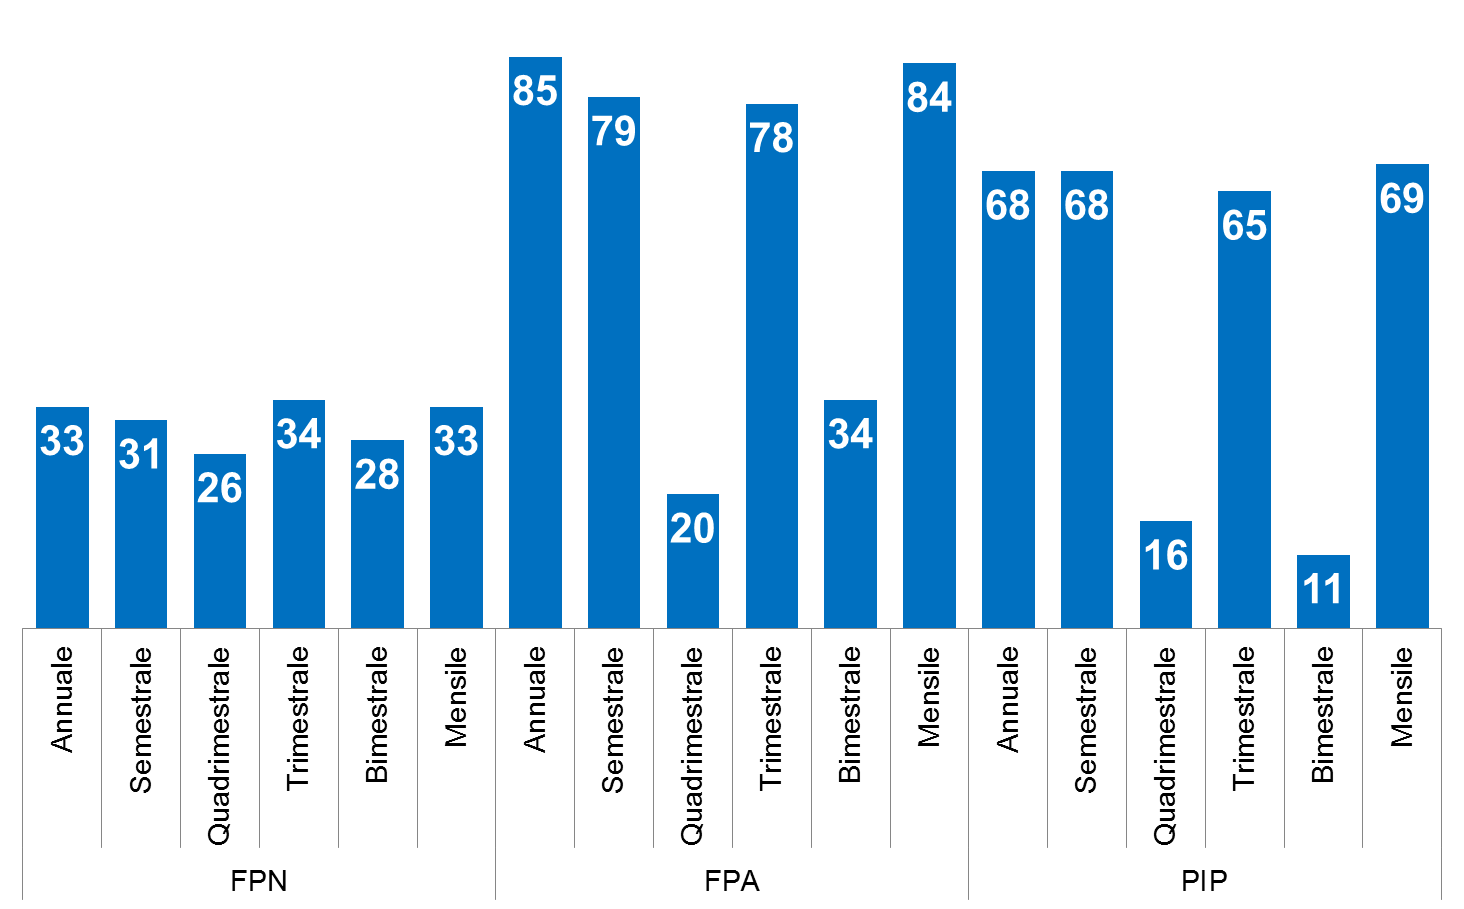 33
31
26
34
28
33
85
79
20
78
34
84
68
68
16
65
11
69
Annuale
Semestrale
Quadrimestrale
Trimestrale
Bimestrale
Mensile
Annuale
Semestrale
Quadrimestrale
Trimestrale
Bimestrale
Mensile
Annuale
Semestrale
Quadrimestrale
Trimestrale
Bimestrale
Mensile
FPN
FPA
PIP